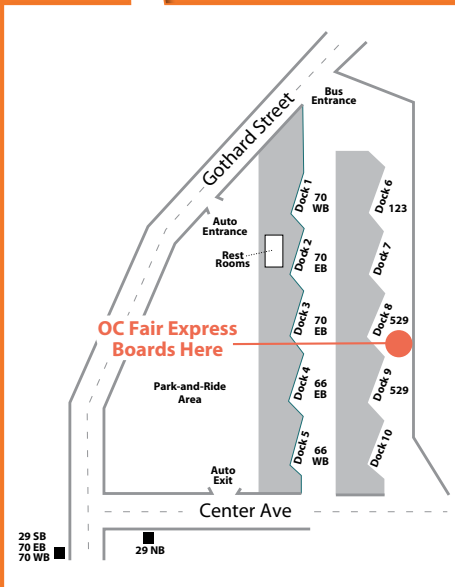 Bus
Entrance
Gothard Street
Dock 1
70
WB
Dock 6
123
Auto
Entrance
Rest
Rooms
Dock 2
70
EB
Dock 7
Dock 3
70
EB
Dock 8
529
OC Fair Express
Boards Here
Dock 4
66
EB
Dock 9
529
Park-and-Ride
Area
Dock 5
66
WB
Dock 10
Auto
Exit
Center Ave
29 SB
70 EB
70 WB
29 NB